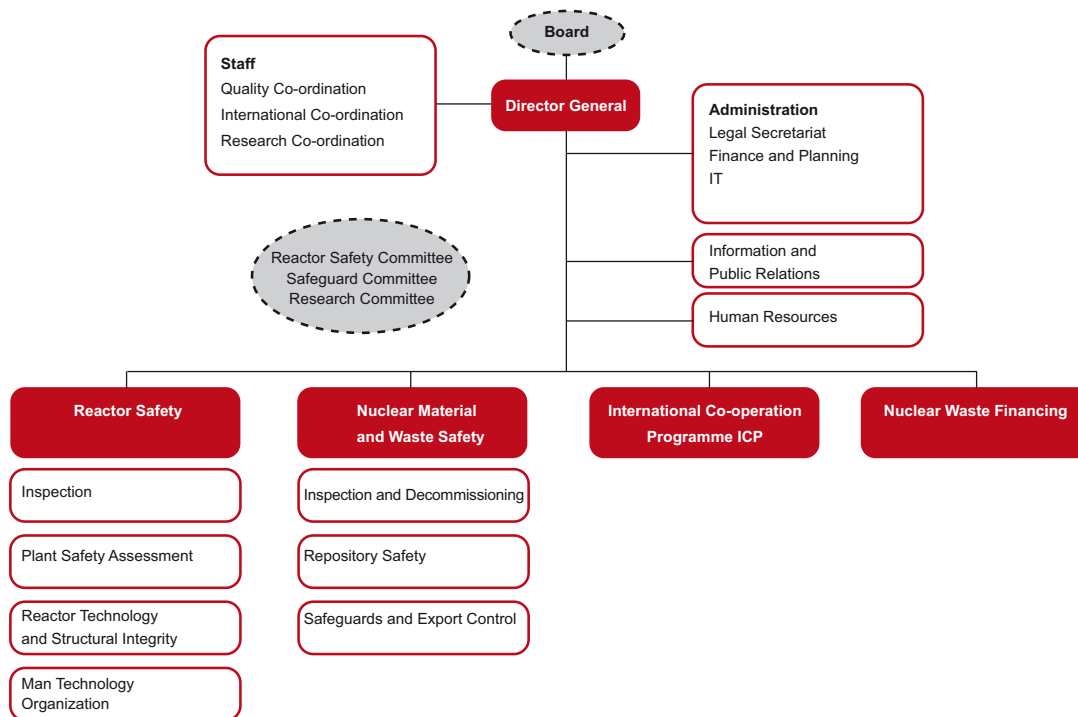 Board
Staff
Quality Co-ordination
International Co-ordination
Research Co-ordination
Director General
Administration
Legal Secretariat
Finance and Planning
IT
Reactor Safety Committee
Safeguard Committee
Research Committee
Information and
Public Relations
Human Resources
Reactor Safety
Nuclear Material
and Waste Safety
International Co-operation
Programme ICP
Nuclear Waste Financing
Inspection
Plant Safety Assessment
Reactor Technology
and Structural Integrity
Man Technology
Organization
Inspection and Decommissioning
Repository Safety
Safeguards and Export Control